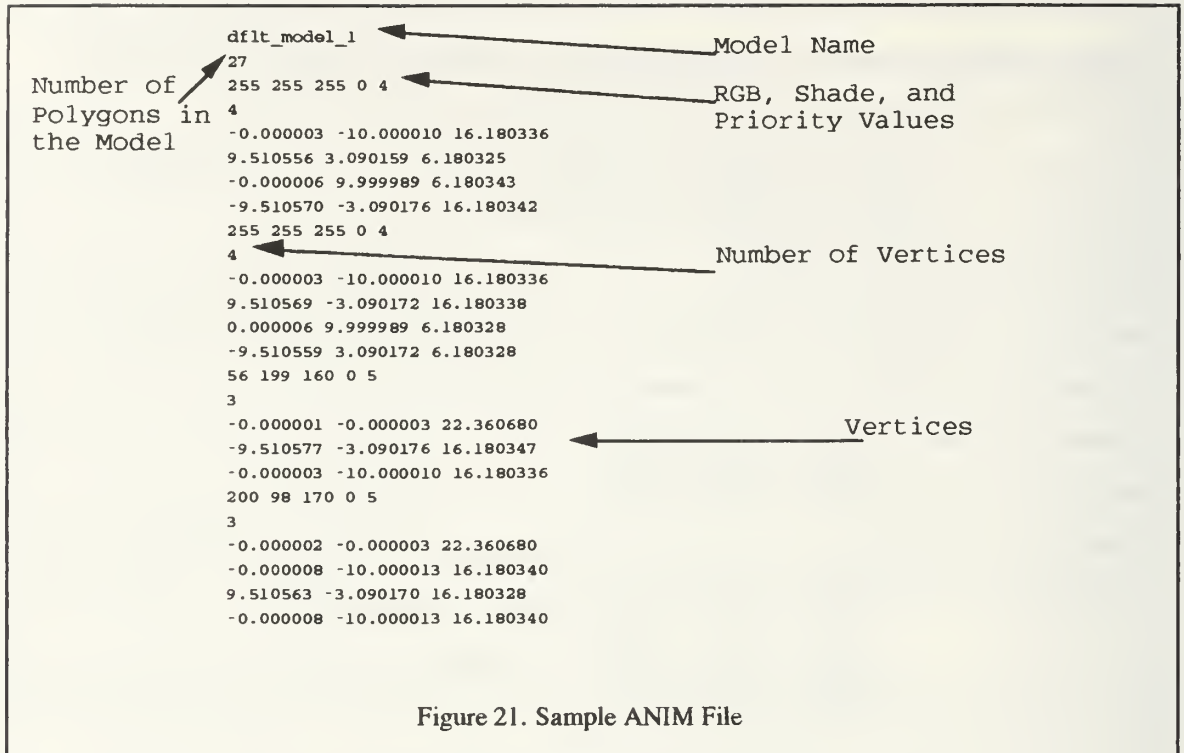 dflt_model_1
Model Name
27
Number of
Polygons in
the Model
255 255 255 0 4
RGB, Shade, and
Priority Values
4
-0.000003 -10.000010 16.180336
9.510556 3.090159 6.180325
-0.000006 9.999989 6.180343
-9.510570 -3.090176 16.180342
255 255 255 0 4
4
Number of Vertices
-0.000003 -10.000010 16.180336
9.510569 -3.090172 16.180338
0.000006 9.999989 6.180328
-9.510559 3.090172 6.180328
56 199 160 0 5
3
-0.000001 -0.000003 22.360680
Vertices
-9.510577 -3.090176 16.180347
-0.000003 -10.000010 16.180336
200 98 170 0 5
3
-0.000002 -0.000003 22.360680
-0.000008 -10.000013 16.180340
9.510563 -3.090170 16.180328
-0.000008 -10.000013 16.180340
Figure 21. Sample ANIM File